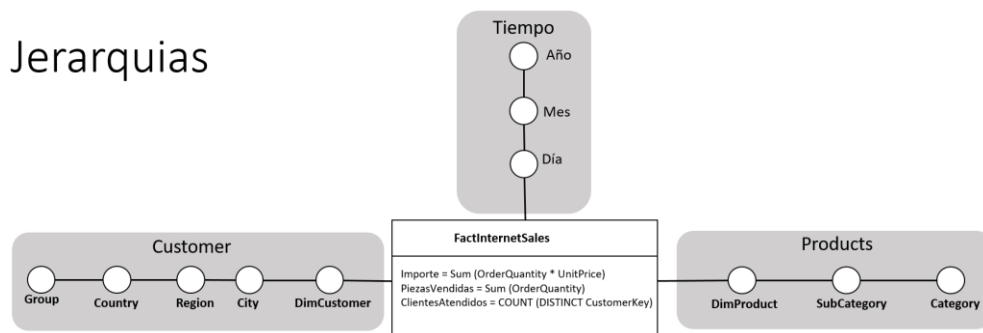 Jerarquias
Tiempo
Año
Mes
Día
Customer
Group
Country
Region
City
DimCustomer
FactInternetSales
Importe = Sum (OrderQuantity * UnitPrice)
PiezasVendidas = Sum (OrderQuantity)
ClientesAtendidos = COUNT (DISTINCT CustomerKey)
Products
DimProduct
SubCategory
Category